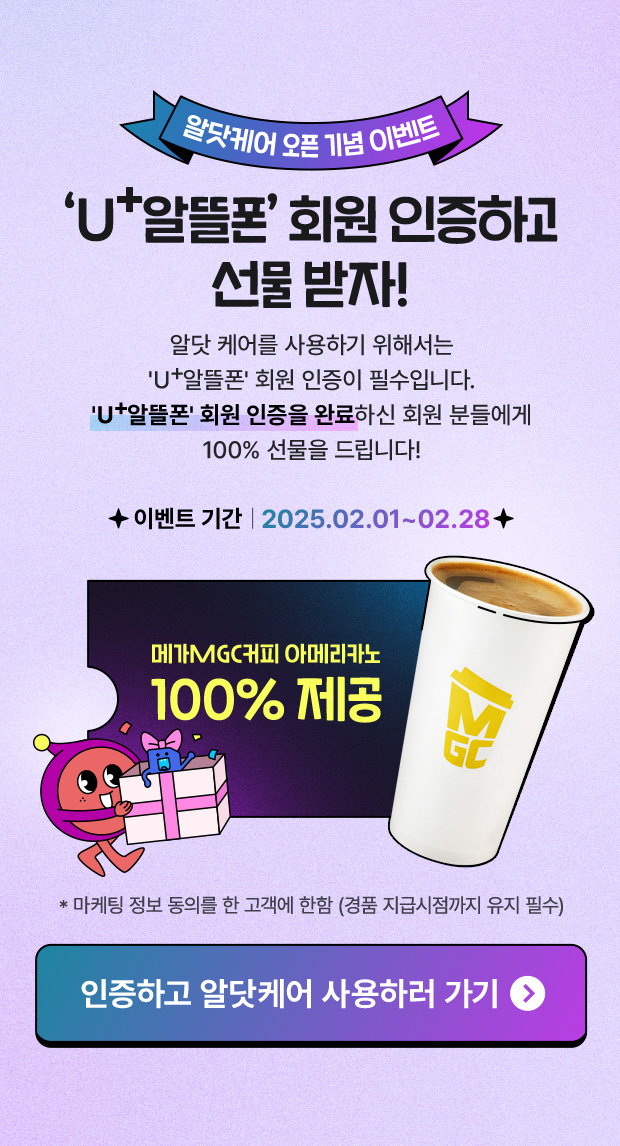 알닷케어 오픈 기념 이벤트
‘U⁺알뜰폰’ 회원 인증하고
선물 받자!
알닷 케어를 사용하기 위해서는
'U⁺알뜰폰' 회원 인증이 필수입니다.
'U⁺알뜰폰' 회원 인증을 완료하신 회원 분들에게
100% 선물을 드립니다!
이벤트 기간 | 2025.02.01~02.28
메가MGC커피 아메리카노
100% 제공
M
GC
* 마케팅 정보 동의를 한 고객에 한함 (경품 지급시점까지 유지 필수)
인증하고 알닷케어 사용하러 가기